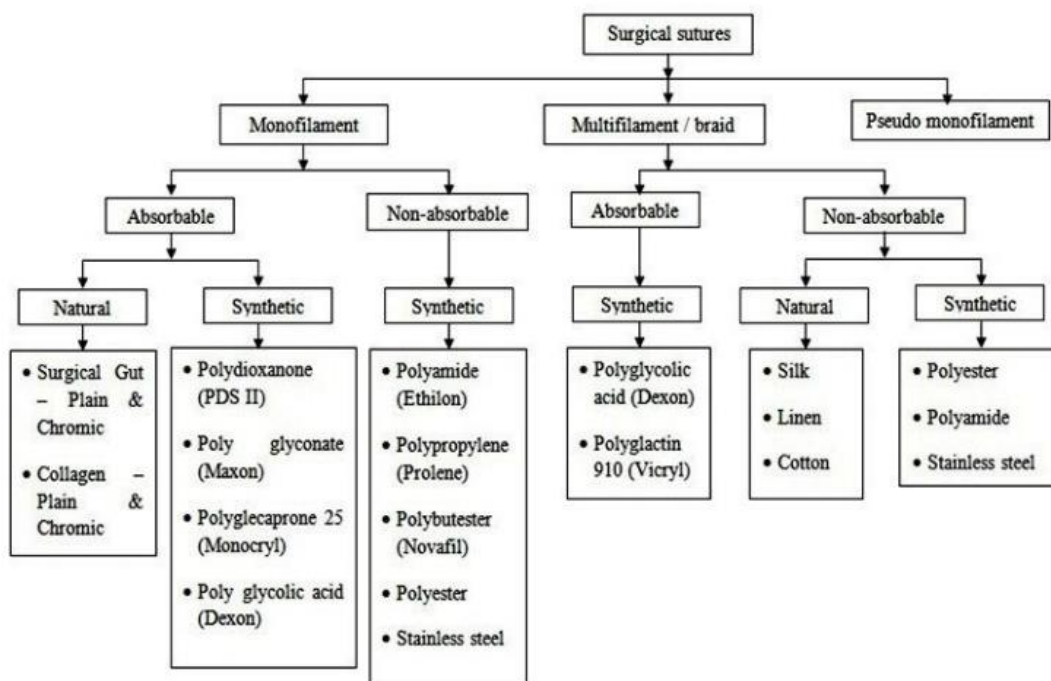 Surgical sutures
Monofilament
Multifilament / braid
Pseudo monofilament
Absorbable
Non-absorbable
Absorbable
Non-absorbable
Natural
Synthetic
Synthetic
Synthetic
Natural
Synthetic
• Surgical Gut
– Plain &
Chromic
• Collagen –
Plain &
Chromic
• Polydioxanone
(PDS II)
• Poly glyconate
(Maxon)
• Polyglecaprone 25
(Monocryl)
• Poly glycolic acid
(Dexon)
• Polyamide
(Ethilon)
• Polypropylene
(Prolene)
• Polybutester
(Novafil)
• Polyester
• Stainless steel
• Polyglycolic
acid (Dexon)
• Polyglactin
910 (Vicryl)
• Silk
• Linen
• Cotton
• Polyester
• Polyamide
• Stainless steel